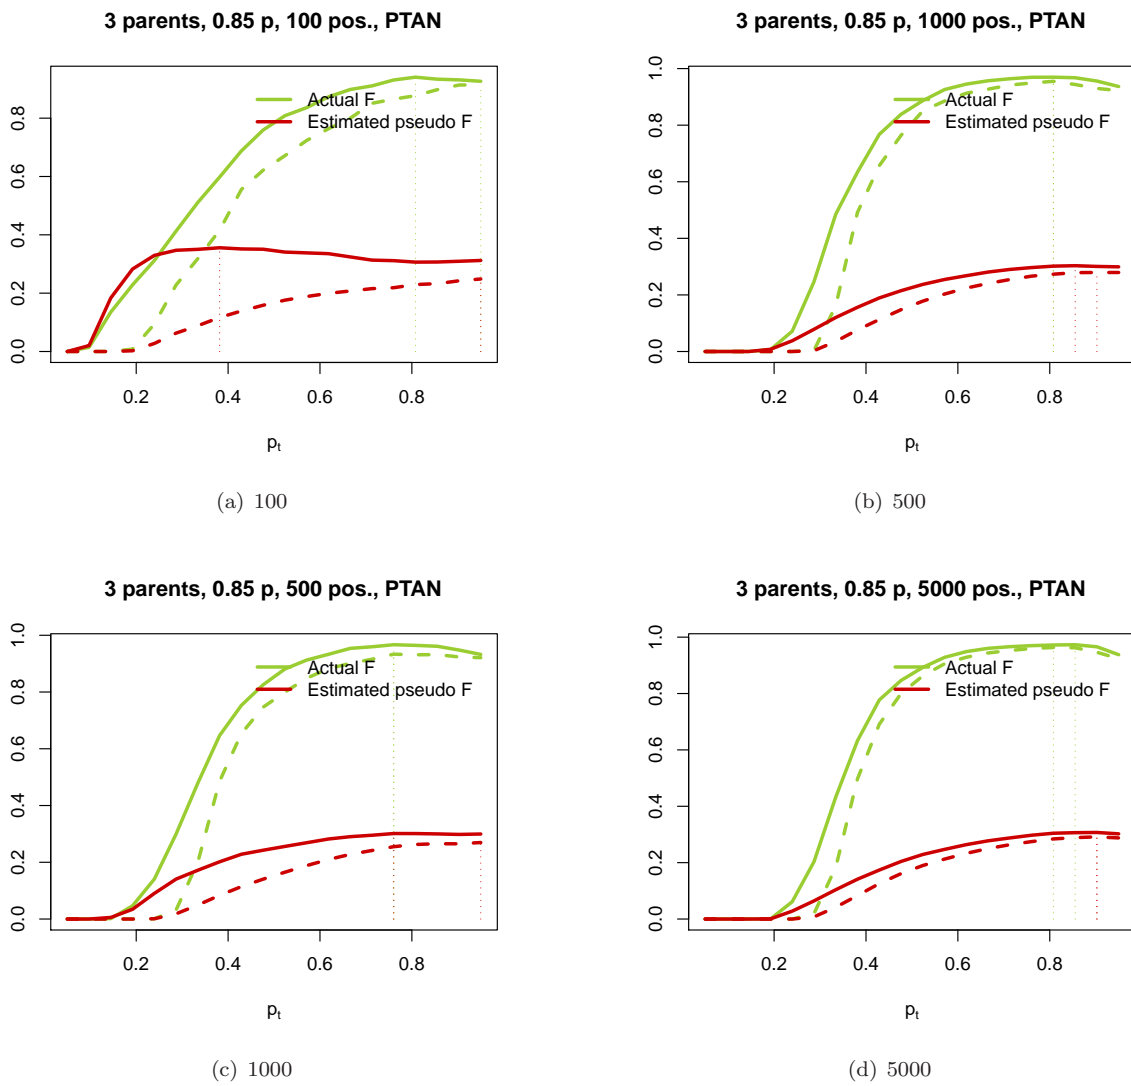 3 parents, 0.85 p, 100 pos., PTAN
Actual F
Estimated pseudo F
0.0 0.2 0.4 0.6 0.8
0.2 0.4 0.6 0.8
pt
(a) 100
3 parents, 0.85 p, 1000 pos., PTAN
Actual F
Estimated pseudo F
0.0 0.2 0.4 0.6 0.8 1.0
0.2 0.4 0.6 0.8
pt
(b) 500
3 parents, 0.85 p, 500 pos., PTAN
Actual F
Estimated pseudo F
0.0 0.2 0.4 0.6 0.8 1.0
0.2 0.4 0.6 0.8
pt
(c) 1000
3 parents, 0.85 p, 5000 pos., PTAN
Actual F
Estimated pseudo F
0.0 0.2 0.4 0.6 0.8 1.0
0.2 0.4 0.6 0.8
pt
(d) 5000